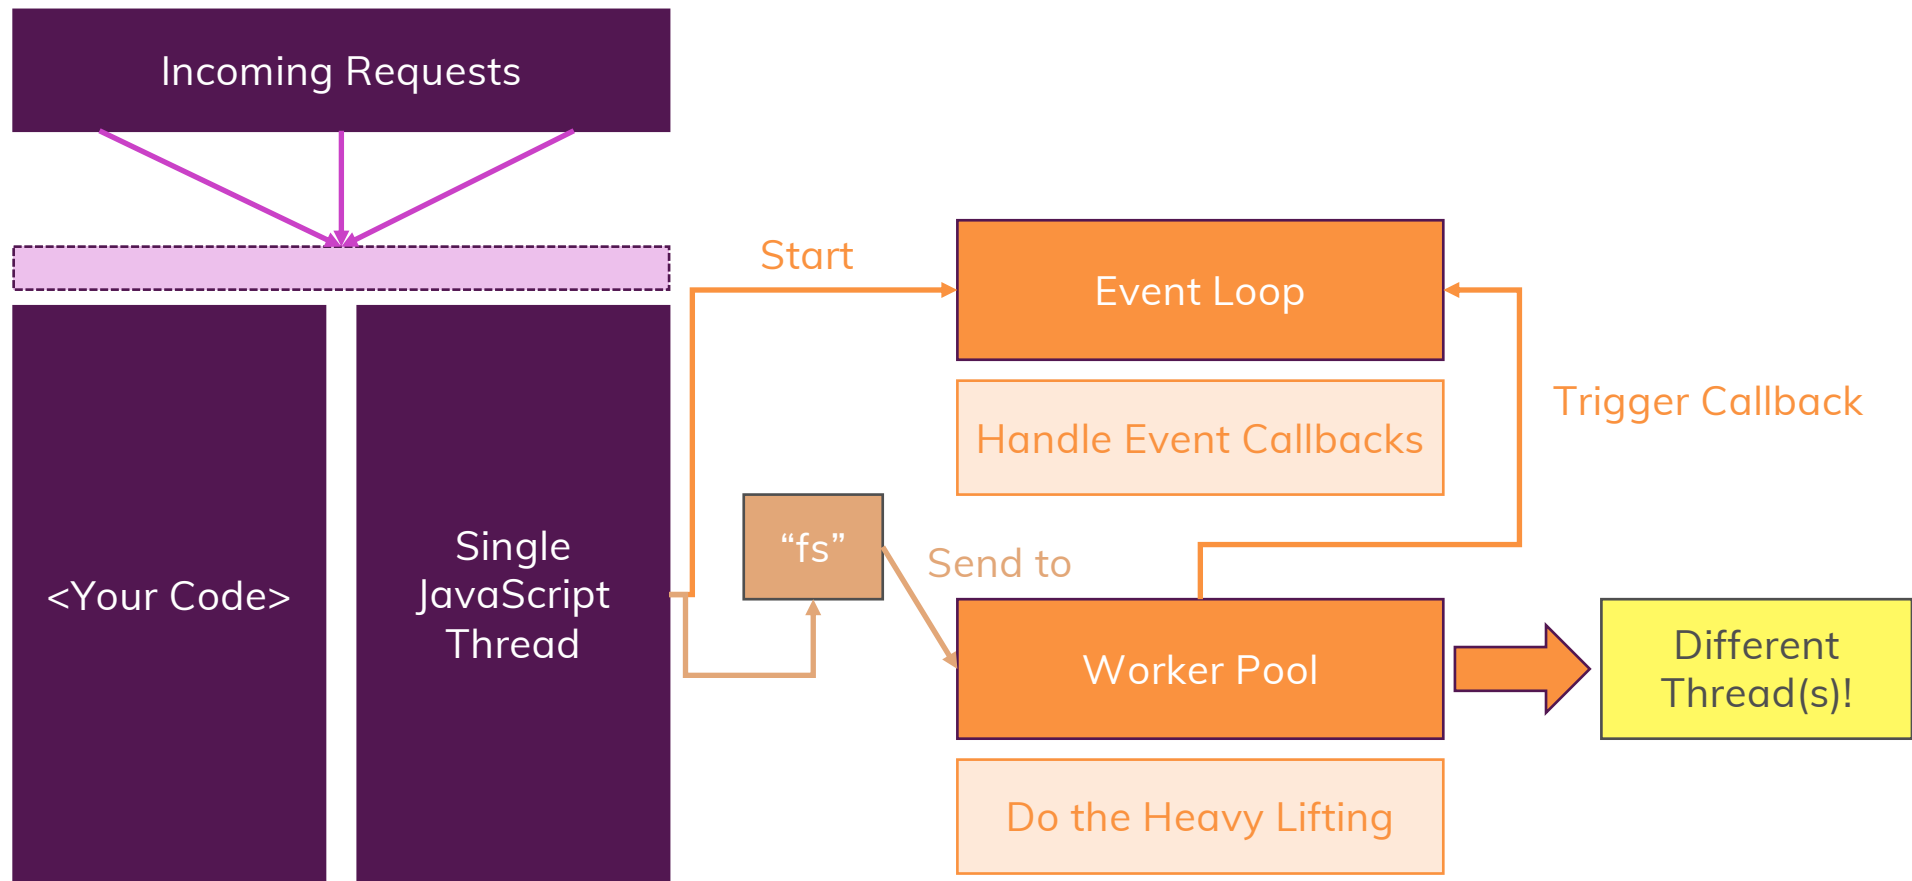 Incoming Requests
Start
Event Loop
Trigger Callback
Handle Event Callbacks
<Your Code>
Single
JavaScript
Thread
“fs”
Send to
Worker Pool
Different
Thread(s)!
Do the Heavy Lifting